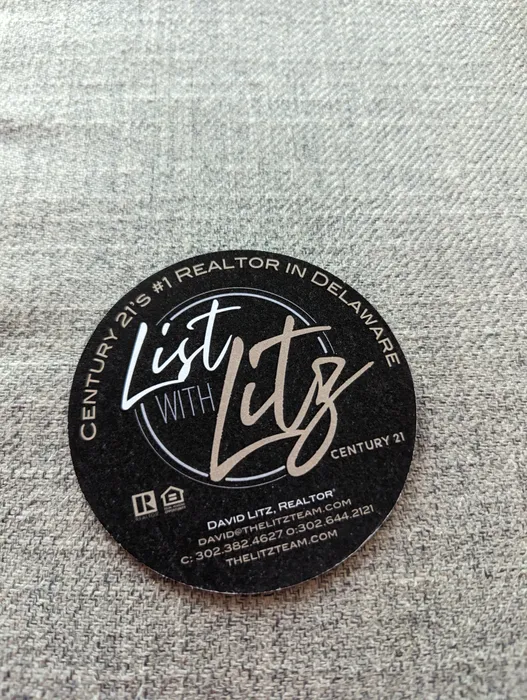 CENTURY 21'S #1 REALTOR IN DELAWARE
List
WITH Litz
CENTURY 21
DAVID LITZ, REALTOR®
DAVID@THELITZTEAM.COM
C: 302.382.4627 O:302.644.2121
THELITZTEAM.COM